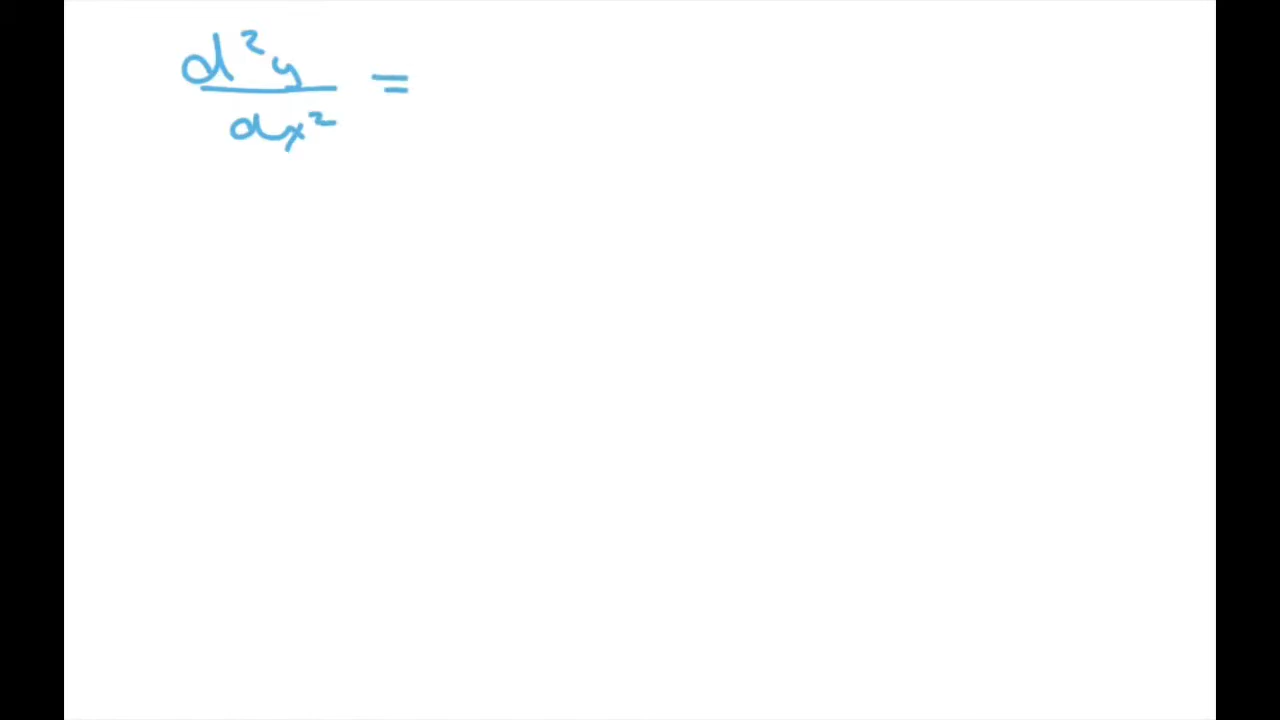 d²y/dx² =